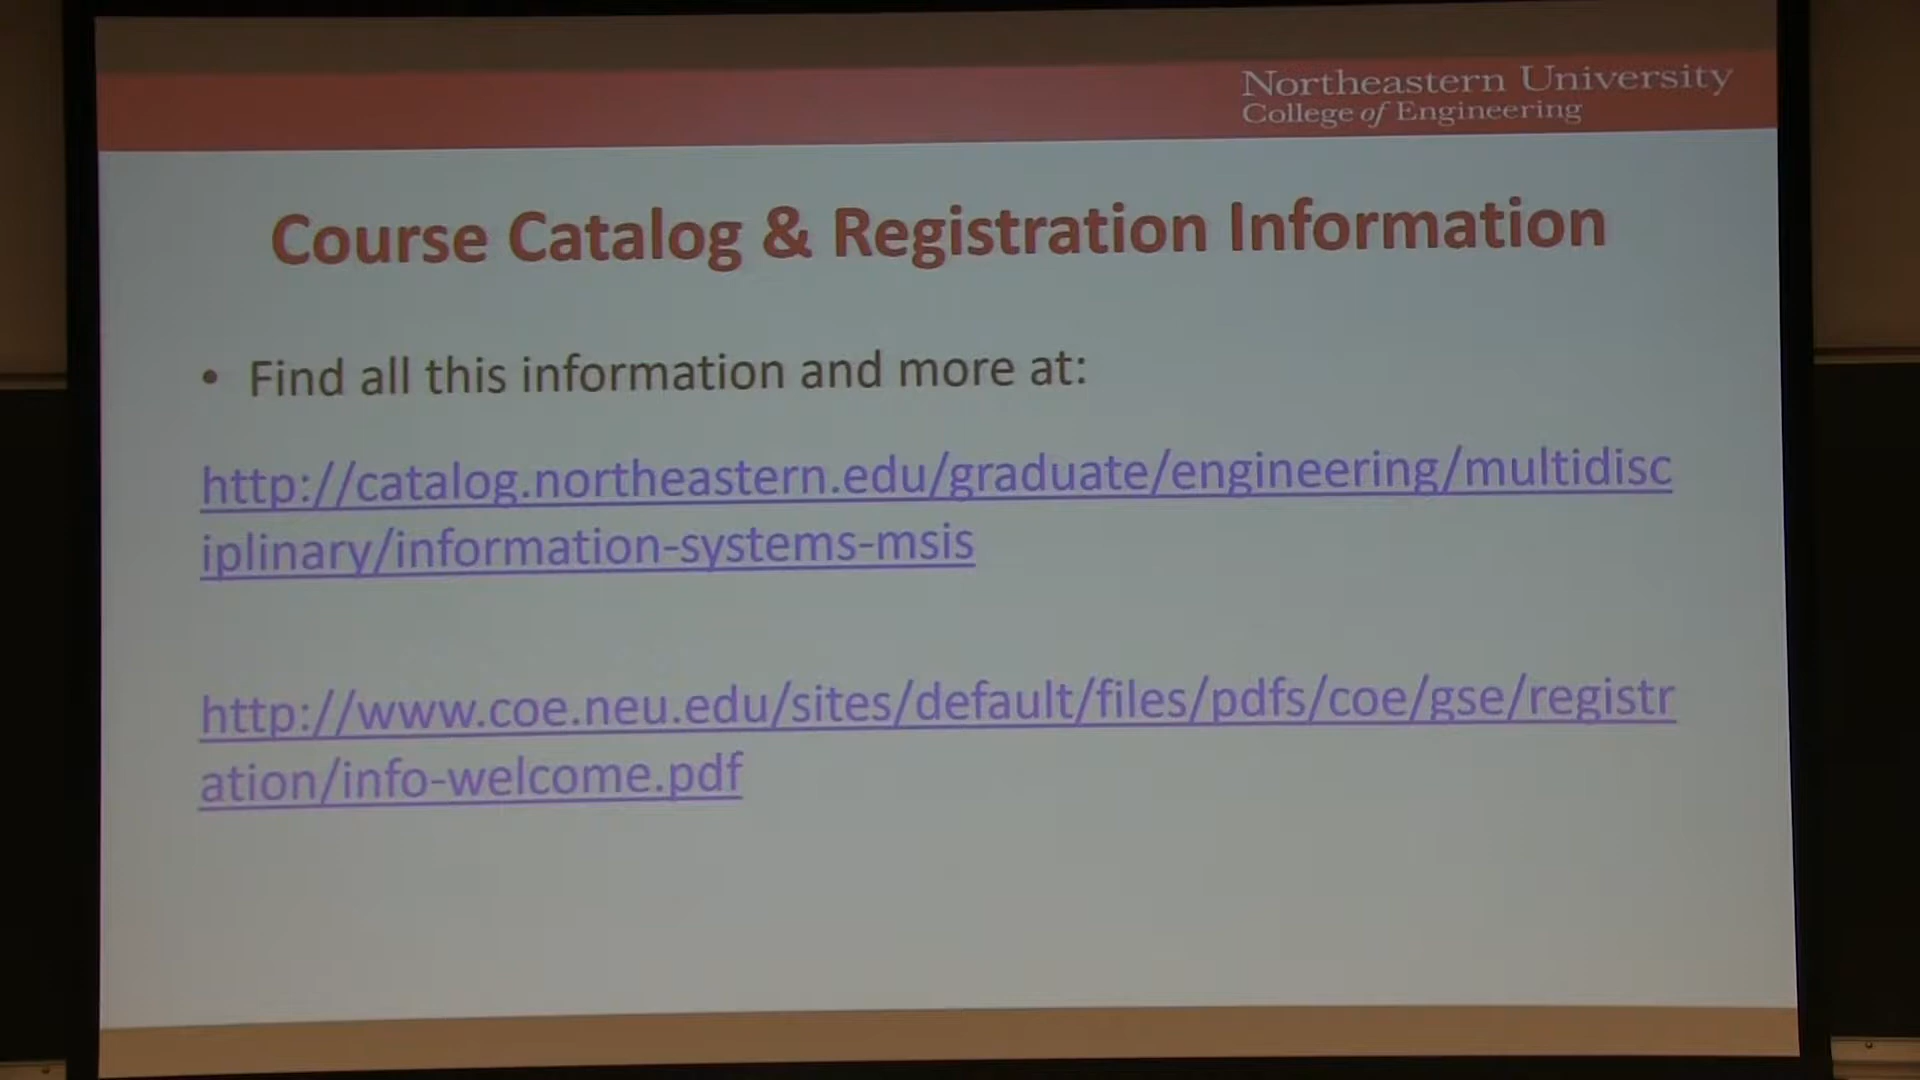 Northeastern University
College of Engineering
Course Catalog & Registration Information
• Find all this information and more at:
http://catalog.northeastern.edu/graduate/engineering/multidisc
iplinary/information-systems-msis
http://www.coe.neu.edu/sites/default/files/pdfs/coe/gse/registr
ation/info-welcome.pdf